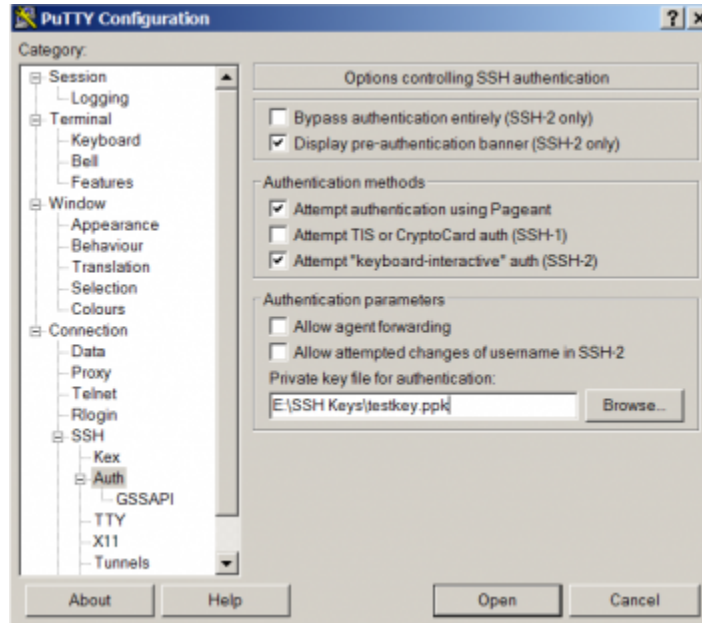 PuTTY Configuration
Category:
Session
Logging
Terminal
Keyboard
Bell
Features
Window
Appearance
Behaviour
Translation
Selection
Colours
Connection
Data
Proxy
Telnet
Rlogin
SSH
Kex
Auth
GSSAPI
TTY
X11
Tunnels
Options controlling SSH authentication
Bypass authentication entirely (SSH-2 only)
Display pre-authentication banner (SSH-2 only)
Authentication methods
Attempt authentication using Pageant
Attempt TIS or CryptoCard auth (SSH-1)
Attempt "keyboard-interactive" auth (SSH-2)
Authentication parameters
Allow agent forwarding
Allow attempted changes of username in SSH-2
Private key file for authentication:
E:\SSH Keys\testkey.ppk
Browse...
About
Help
Open
Cancel